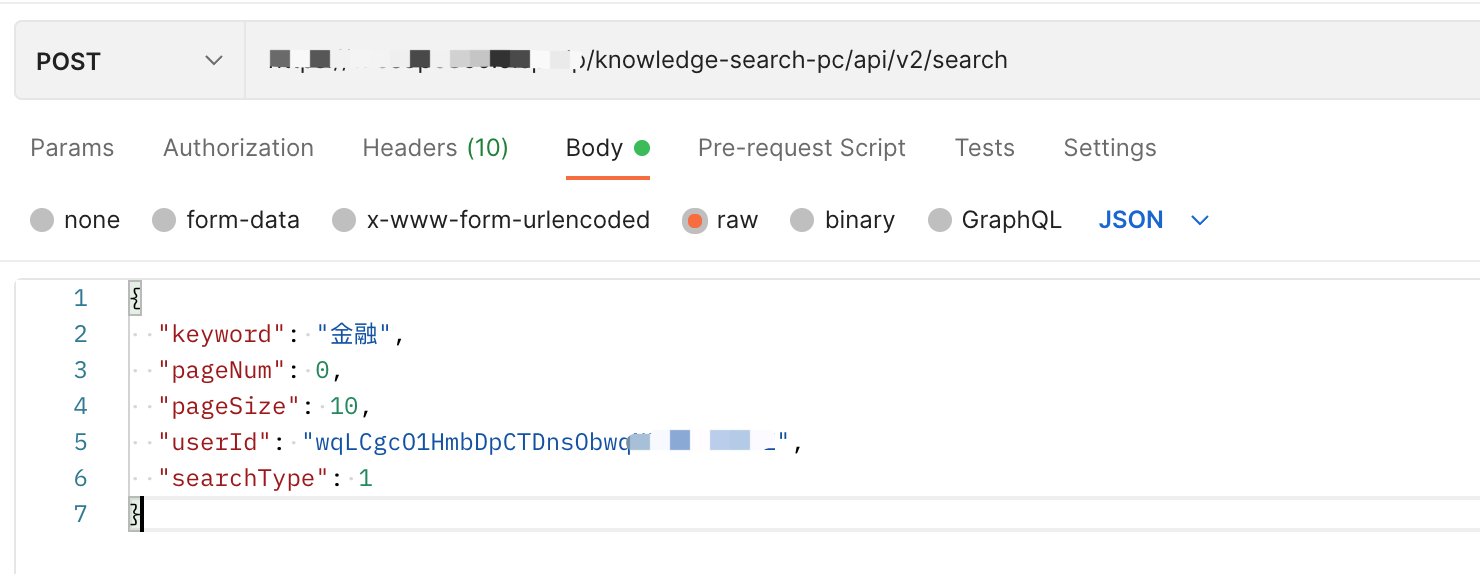 POST /knowledge-search-pc/api/v2/search
Params Authorization Headers (10) Body Pre-request Script Tests Settings
none form-data x-www-form-urlencoded raw binary GraphQL JSON
1 {
2 "keyword": "金融",
3 "pageNum": 0,
4 "pageSize": 10,
5 "userId": "wqLCgcO1HmbDpCTDnsObwq",
6 "searchType": 1
7 }